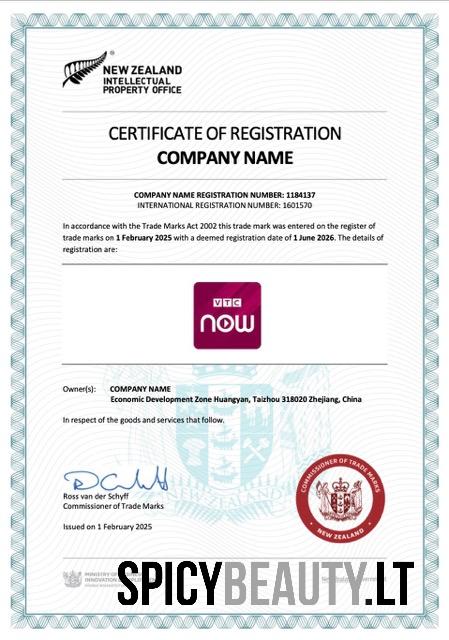 NEW ZEALAND
INTELLECTUAL
PROPERTY OFFICE
CERTIFICATE OF REGISTRATION
COMPANY NAME
COMPANY NAME REGISTRATION NUMBER: 1184137
INTERNATIONAL REGISTRATION NUMBER: 1601570
In accordance with the Trade Marks Act 2002 this trade mark was entered on the register of
trade marks on 1 February 2025 with a deemed registration date of 1 June 2026. The details of
registration are:
VTC
now
Owner(s): COMPANY NAME
Economic Development Zone Huangyan, Taizhou 318020 Zhejiang, China
In respect of the goods and services that follow.
Ross van der Schyff
Commissioner of Trade Marks
Issued on 1 February 2025
COMMISSIONER OF TRADE MARKS
NEW ZEALAND
NEW ZEALAND
MINISTRY OF
INNOVATION
SPICYBEAUTY.LT